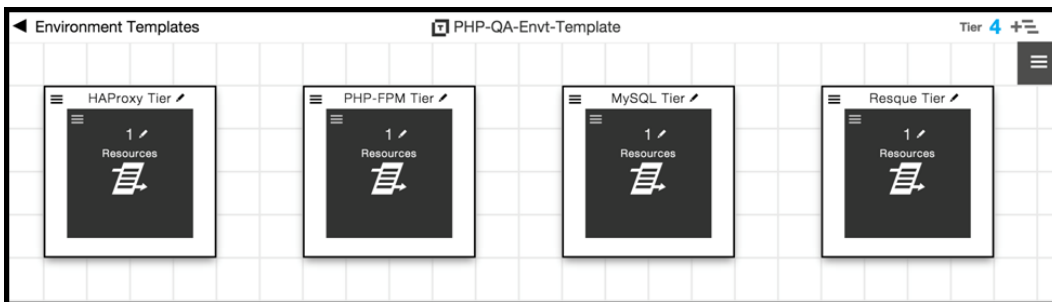 Environment Templates
PHP-QA-Envt-Template
Tier 4
HAProxy Tier
1
Resources
PHP-FPM Tier
1
Resources
MySQL Tier
1
Resources
Resque Tier
1
Resources